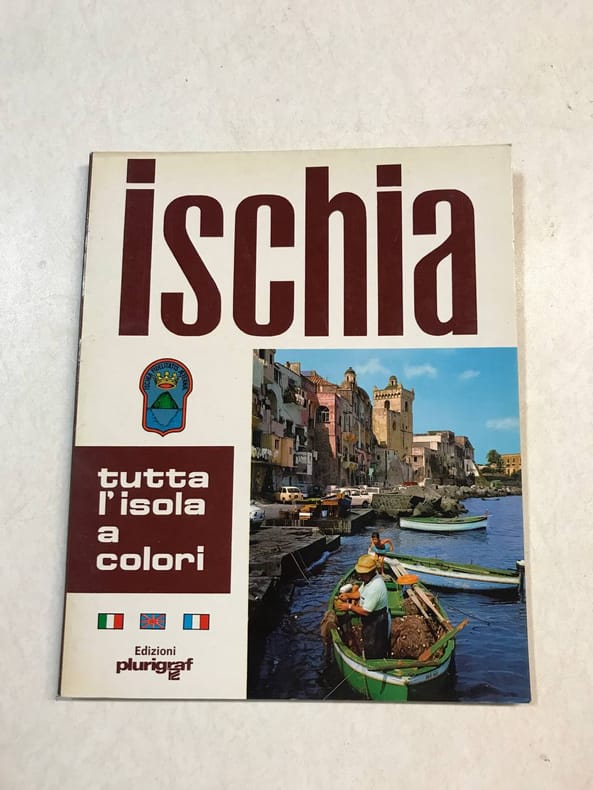 ischia
tutta
l'isola
a
colori
Edizioni
plurigraf